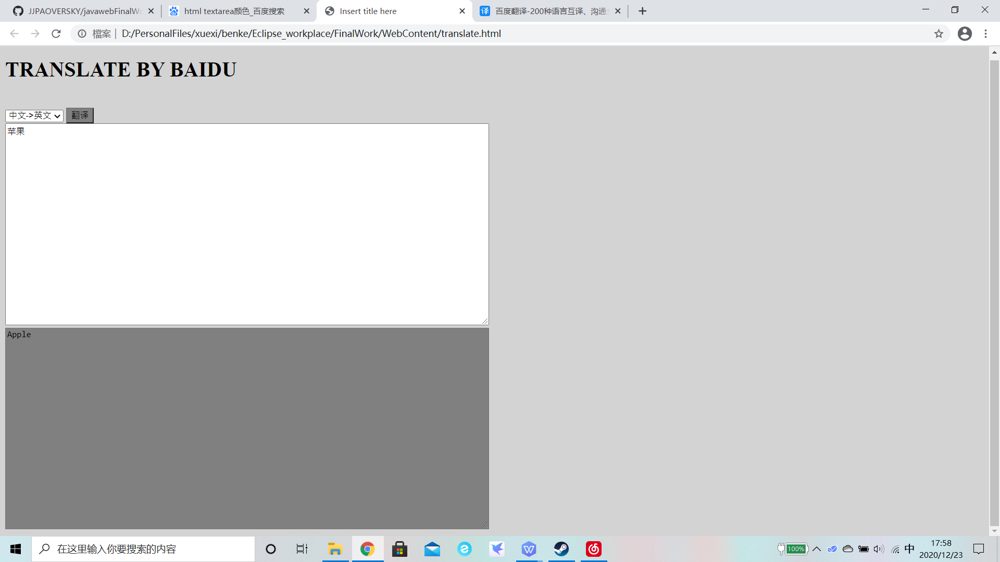 JJPAOVERSKY/javawebFinalWo
html textarea颜色_百度搜索
Insert title here
译 百度翻译-200种语言互译、沟通
檔案 | D:/PersonalFiles/xuexi/benke/Eclipse_workplace/FinalWork/WebContent/translate.html
TRANSLATE BY BAIDU
中文->英文 翻译
苹果
Apple
在这里输入你要搜索的内容
100%
中
17:58
2020/12/23